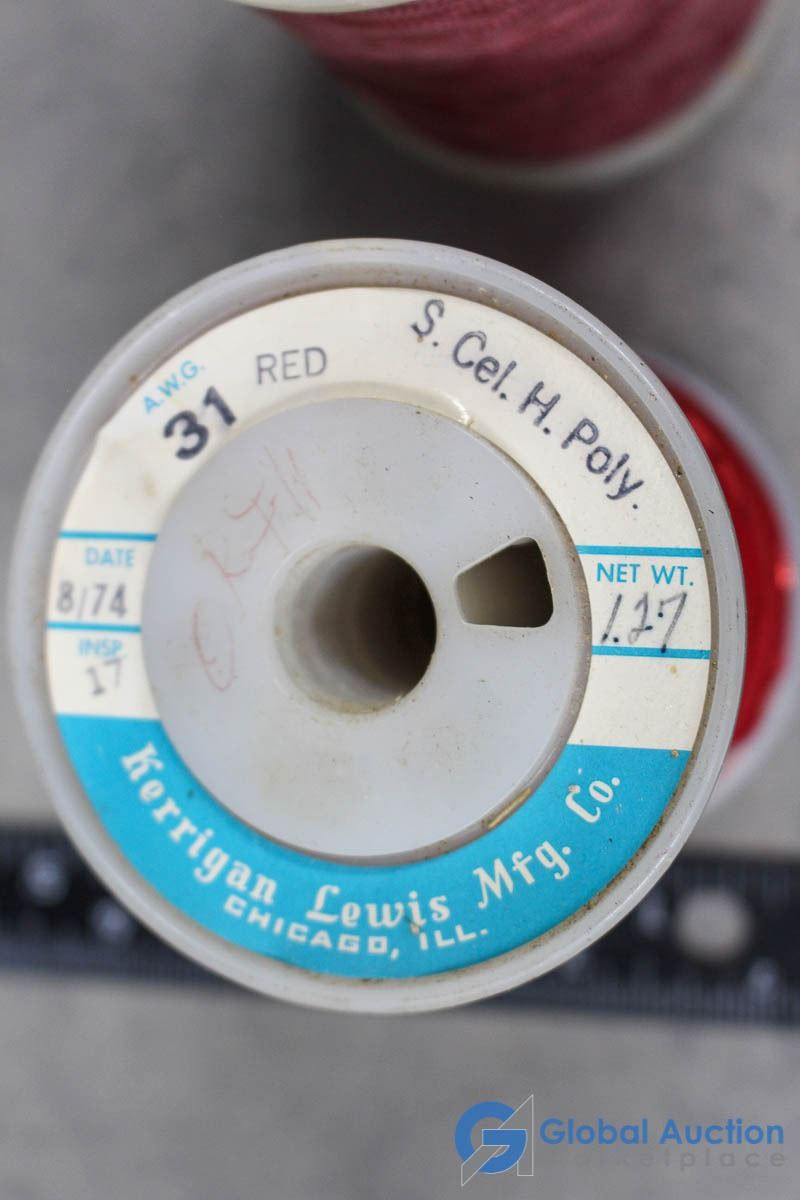 A.W.G.
31 RED
S. Cel. H. Poly.
DATE
8/74
INSP.
17
NET WT.
1.27
Kerrigan Lewis Mfg. Co.
CHICAGO, ILL.
Global Auction
Marketplace